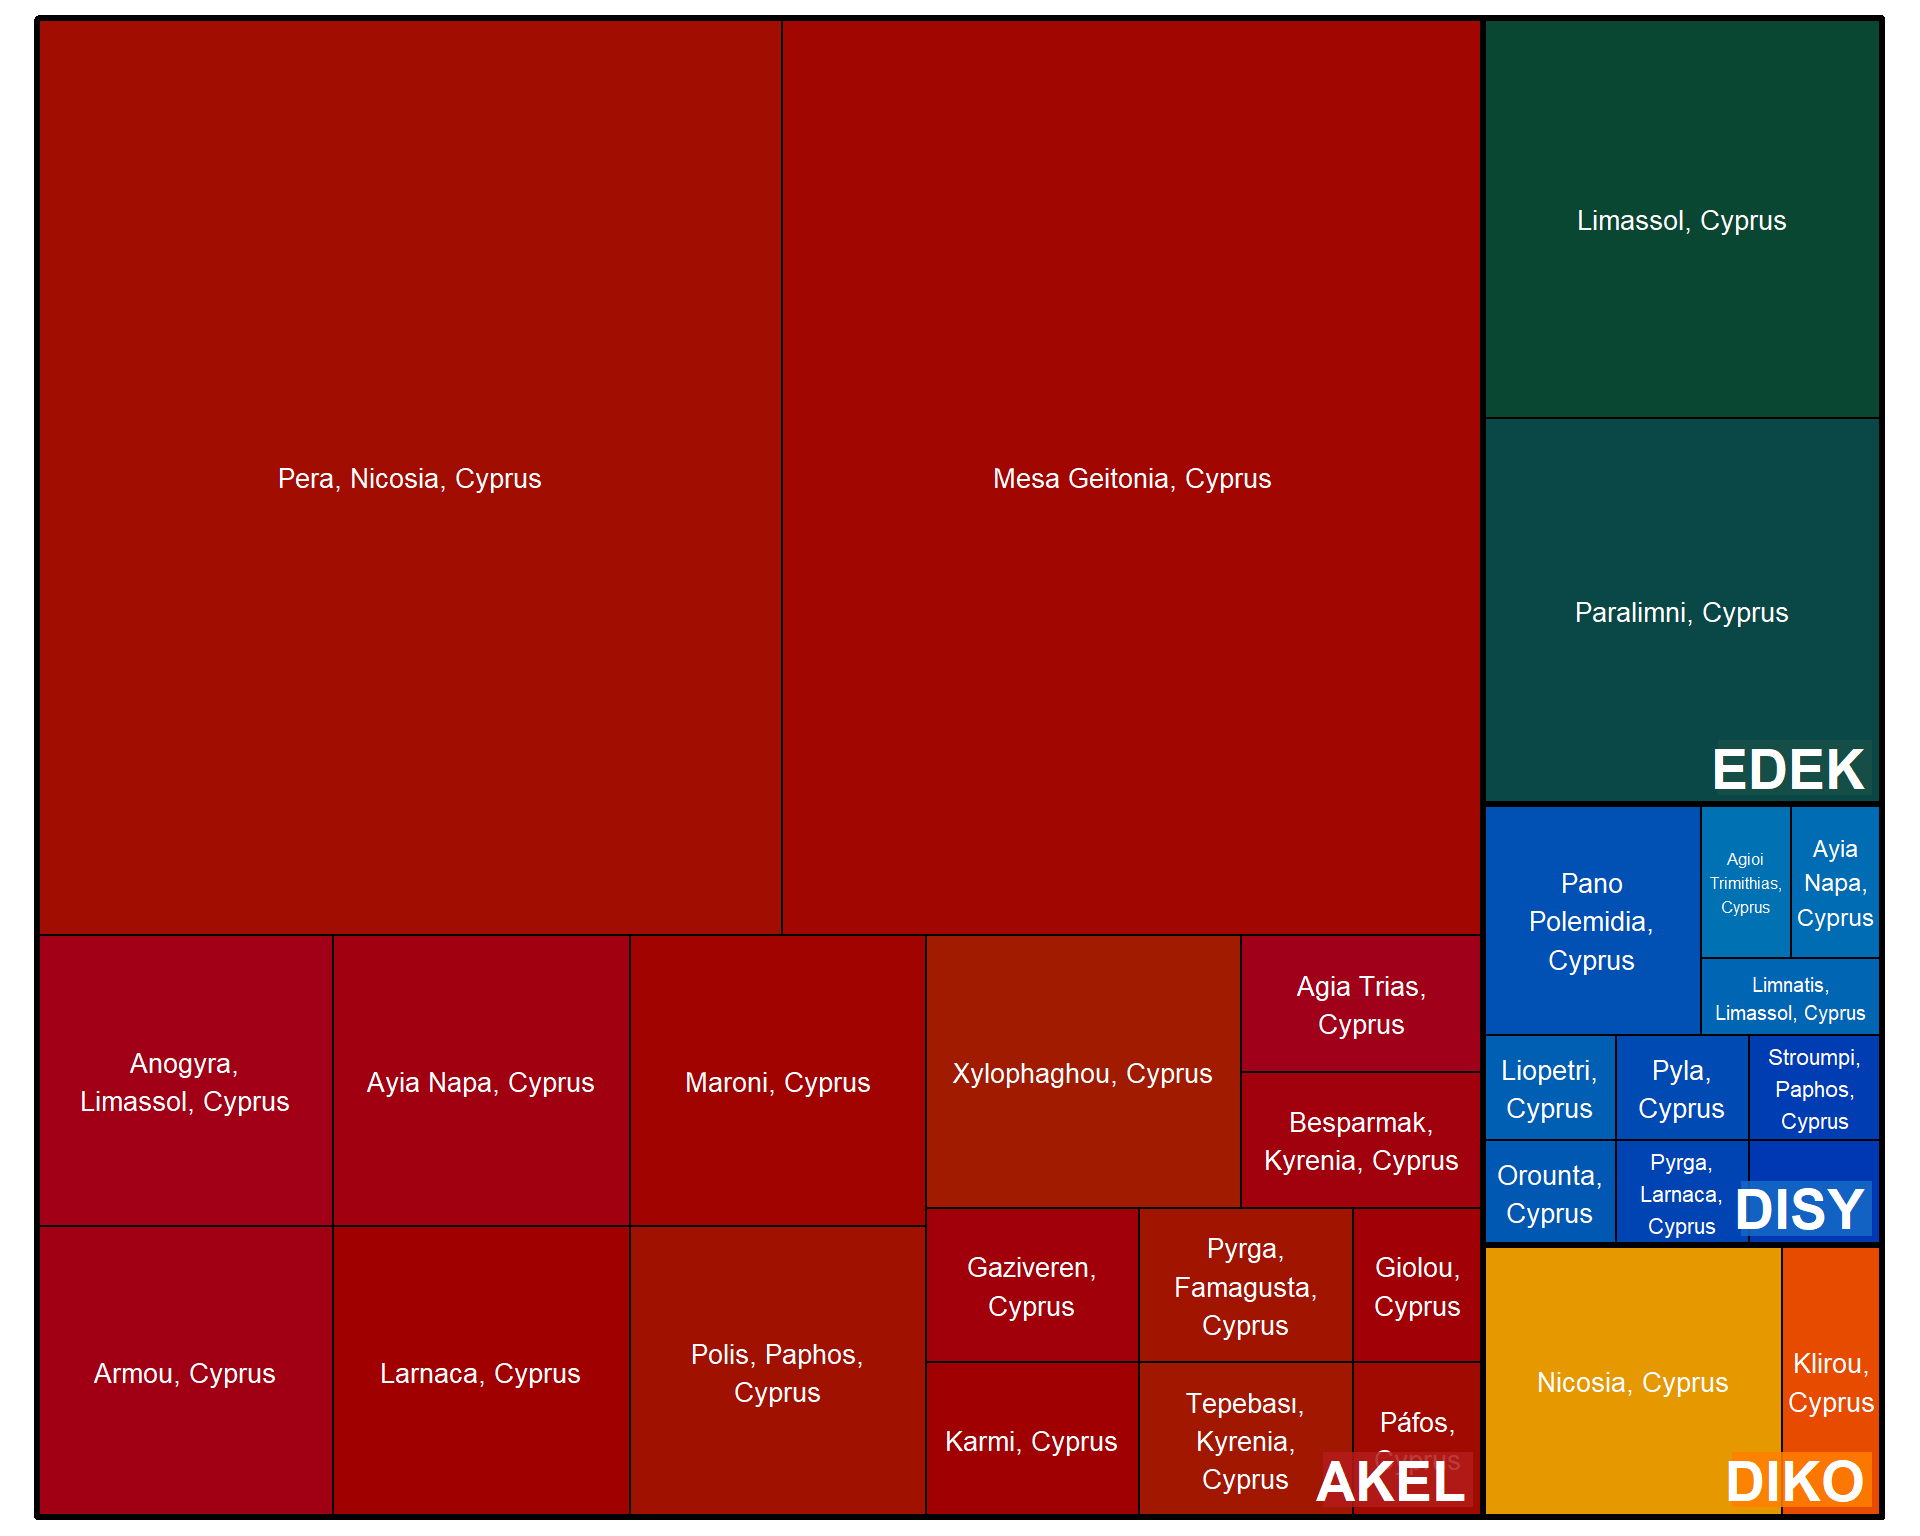 Pera, Nicosia, Cyprus
Mesa Geitonia, Cyprus
Anogyra,
Limassol, Cyprus
Ayia Napa, Cyprus
Maroni, Cyprus
Xylophaghou, Cyprus
Agia Trias,
Cyprus
Besparmak,
Kyrenia, Cyprus
Armou, Cyprus
Larnaca, Cyprus
Polis, Paphos,
Cyprus
Gaziveren,
Cyprus
Pyrga,
Famagusta,
Cyprus
Giolou,
Cyprus
Karmi, Cyprus
Tepebası,
Kyrenia,
Cyprus
Páfos,
Cyprus
AKEL
Limassol, Cyprus
Paralimni, Cyprus
EDEK
Pano
Polemidia,
Cyprus
Agioi
Trimithias,
Cyprus
Ayia
Napa,
Cyprus
Limnatis,
Limassol, Cyprus
Liopetri,
Cyprus
Pyla,
Cyprus
Stroumpi,
Paphos,
Cyprus
Orounta,
Cyprus
Pyrga,
Larnaca,
Cyprus
DISY
Nicosia, Cyprus
Klirou,
Cyprus
DIKO